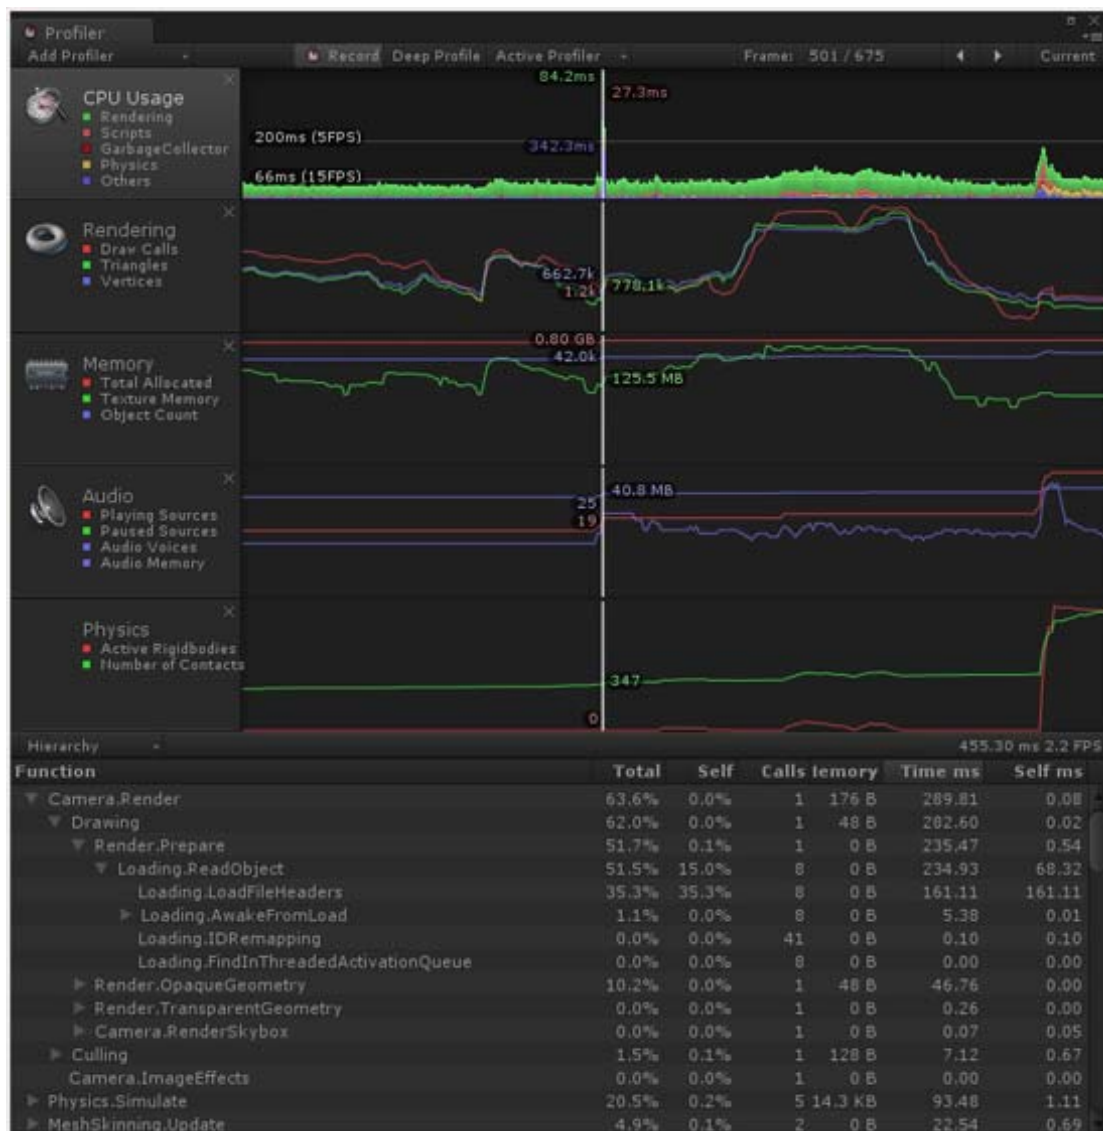 Profiler
Add Profiler
Record Deep Profile Active Profiler
Frame: 501 / 675
Current
CPU Usage
Rendering
Scripts
GarbageCollector
Physics
Others
84.2ms
27.3ms
200ms (5FPS)
342.3ms
66ms (15FPS)
Rendering
Draw Calls
Triangles
Vertices
662.7k
1.2k
778.1k
Memory
Total Allocated
Texture Memory
Object Count
0.80 GB
42.0k
125.5 MB
Audio
Playing Sources
Paused Sources
Audio Voices
Audio Memory
25
40.8 MB
19
Physics
Active Rigidbodies
Number of Contacts
347
0
Hierarchy
455.30 ms 2.2 FPS
Function Total Self Calls lemory Time ms Self ms
Camera.Render 63.6% 0.0% 1 176 B 289.81 0.08
Drawing 62.0% 0.0% 1 48 B 282.60 0.02
Render.Prepare 51.7% 0.1% 1 0 B 235.47 0.54
Loading.ReadObject 51.5% 15.0% 8 0 B 234.93 68.32
Loading.LoadFileHeaders 35.3% 35.3% 8 0 B 161.11 161.11
Loading.AwakeFromLoad 1.1% 0.0% 8 0 B 5.38 0.01
Loading.IDRemapping 0.0% 0.0% 41 0 B 0.10 0.10
Loading.FindInThreadedActivationQueue 0.0% 0.0% 8 0 B 0.00 0.00
Render.OpaqueGeometry 10.2% 0.0% 1 48 B 46.76 0.00
Render.TransparentGeometry 0.0% 0.0% 1 0 B 0.26 0.00
Camera.RenderSkybox 0.0% 0.0% 1 0 B 0.07 0.05
Culling 1.5% 0.1% 1 128 B 7.12 0.67
Camera.ImageEffects 0.0% 0.0% 1 0 B 0.00 0.00
Physics.Simulate 20.5% 0.2% 5 14.3 KB 93.48 1.11
MeshSkinning.Update 4.9% 0.1% 2 0 B 22.54 0.69